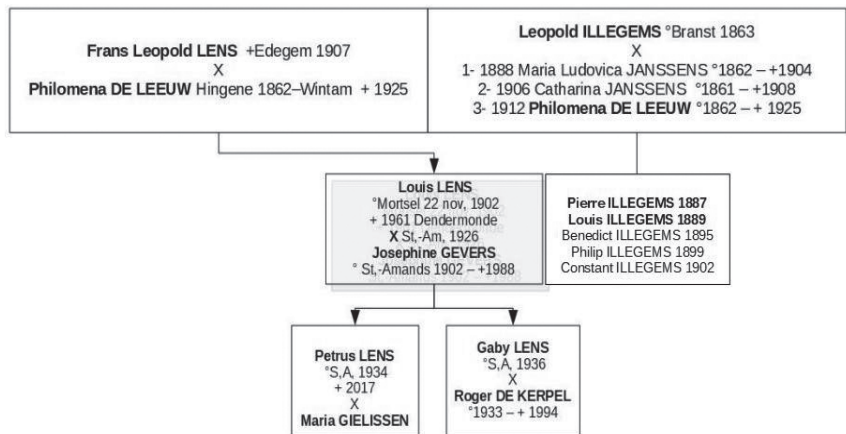 Frans Leopold LENS +Edegem 1907
X
Philomena DE LEEUW Hingene 1862–Wintam + 1925
Leopold ILLEGEMS °Branst 1863
X
1- 1888 Maria Ludovica JANSSENS °1862 – +1904
2- 1906 Catharina JANSSENS °1861 – +1908
3- 1912 Philomena DE LEEUW °1862 – + 1925
Louis LENS
°Mortsel 22 nov, 1902
+ 1961 Dendermonde
X St,-Am, 1926
Josephine GEVERS
° St,-Amands 1902 – +1988
Pierre ILLEGEMS 1887
Louis ILLEGEMS 1889
Benedict ILLEGEMS 1895
Philip ILLEGEMS 1899
Constant ILLEGEMS 1902
Petrus LENS
°S,A, 1934
+ 2017
X
Maria GIELISSEN
Gaby LENS
°S,A, 1936
X
Roger DE KERPEL
°1933 – + 1994